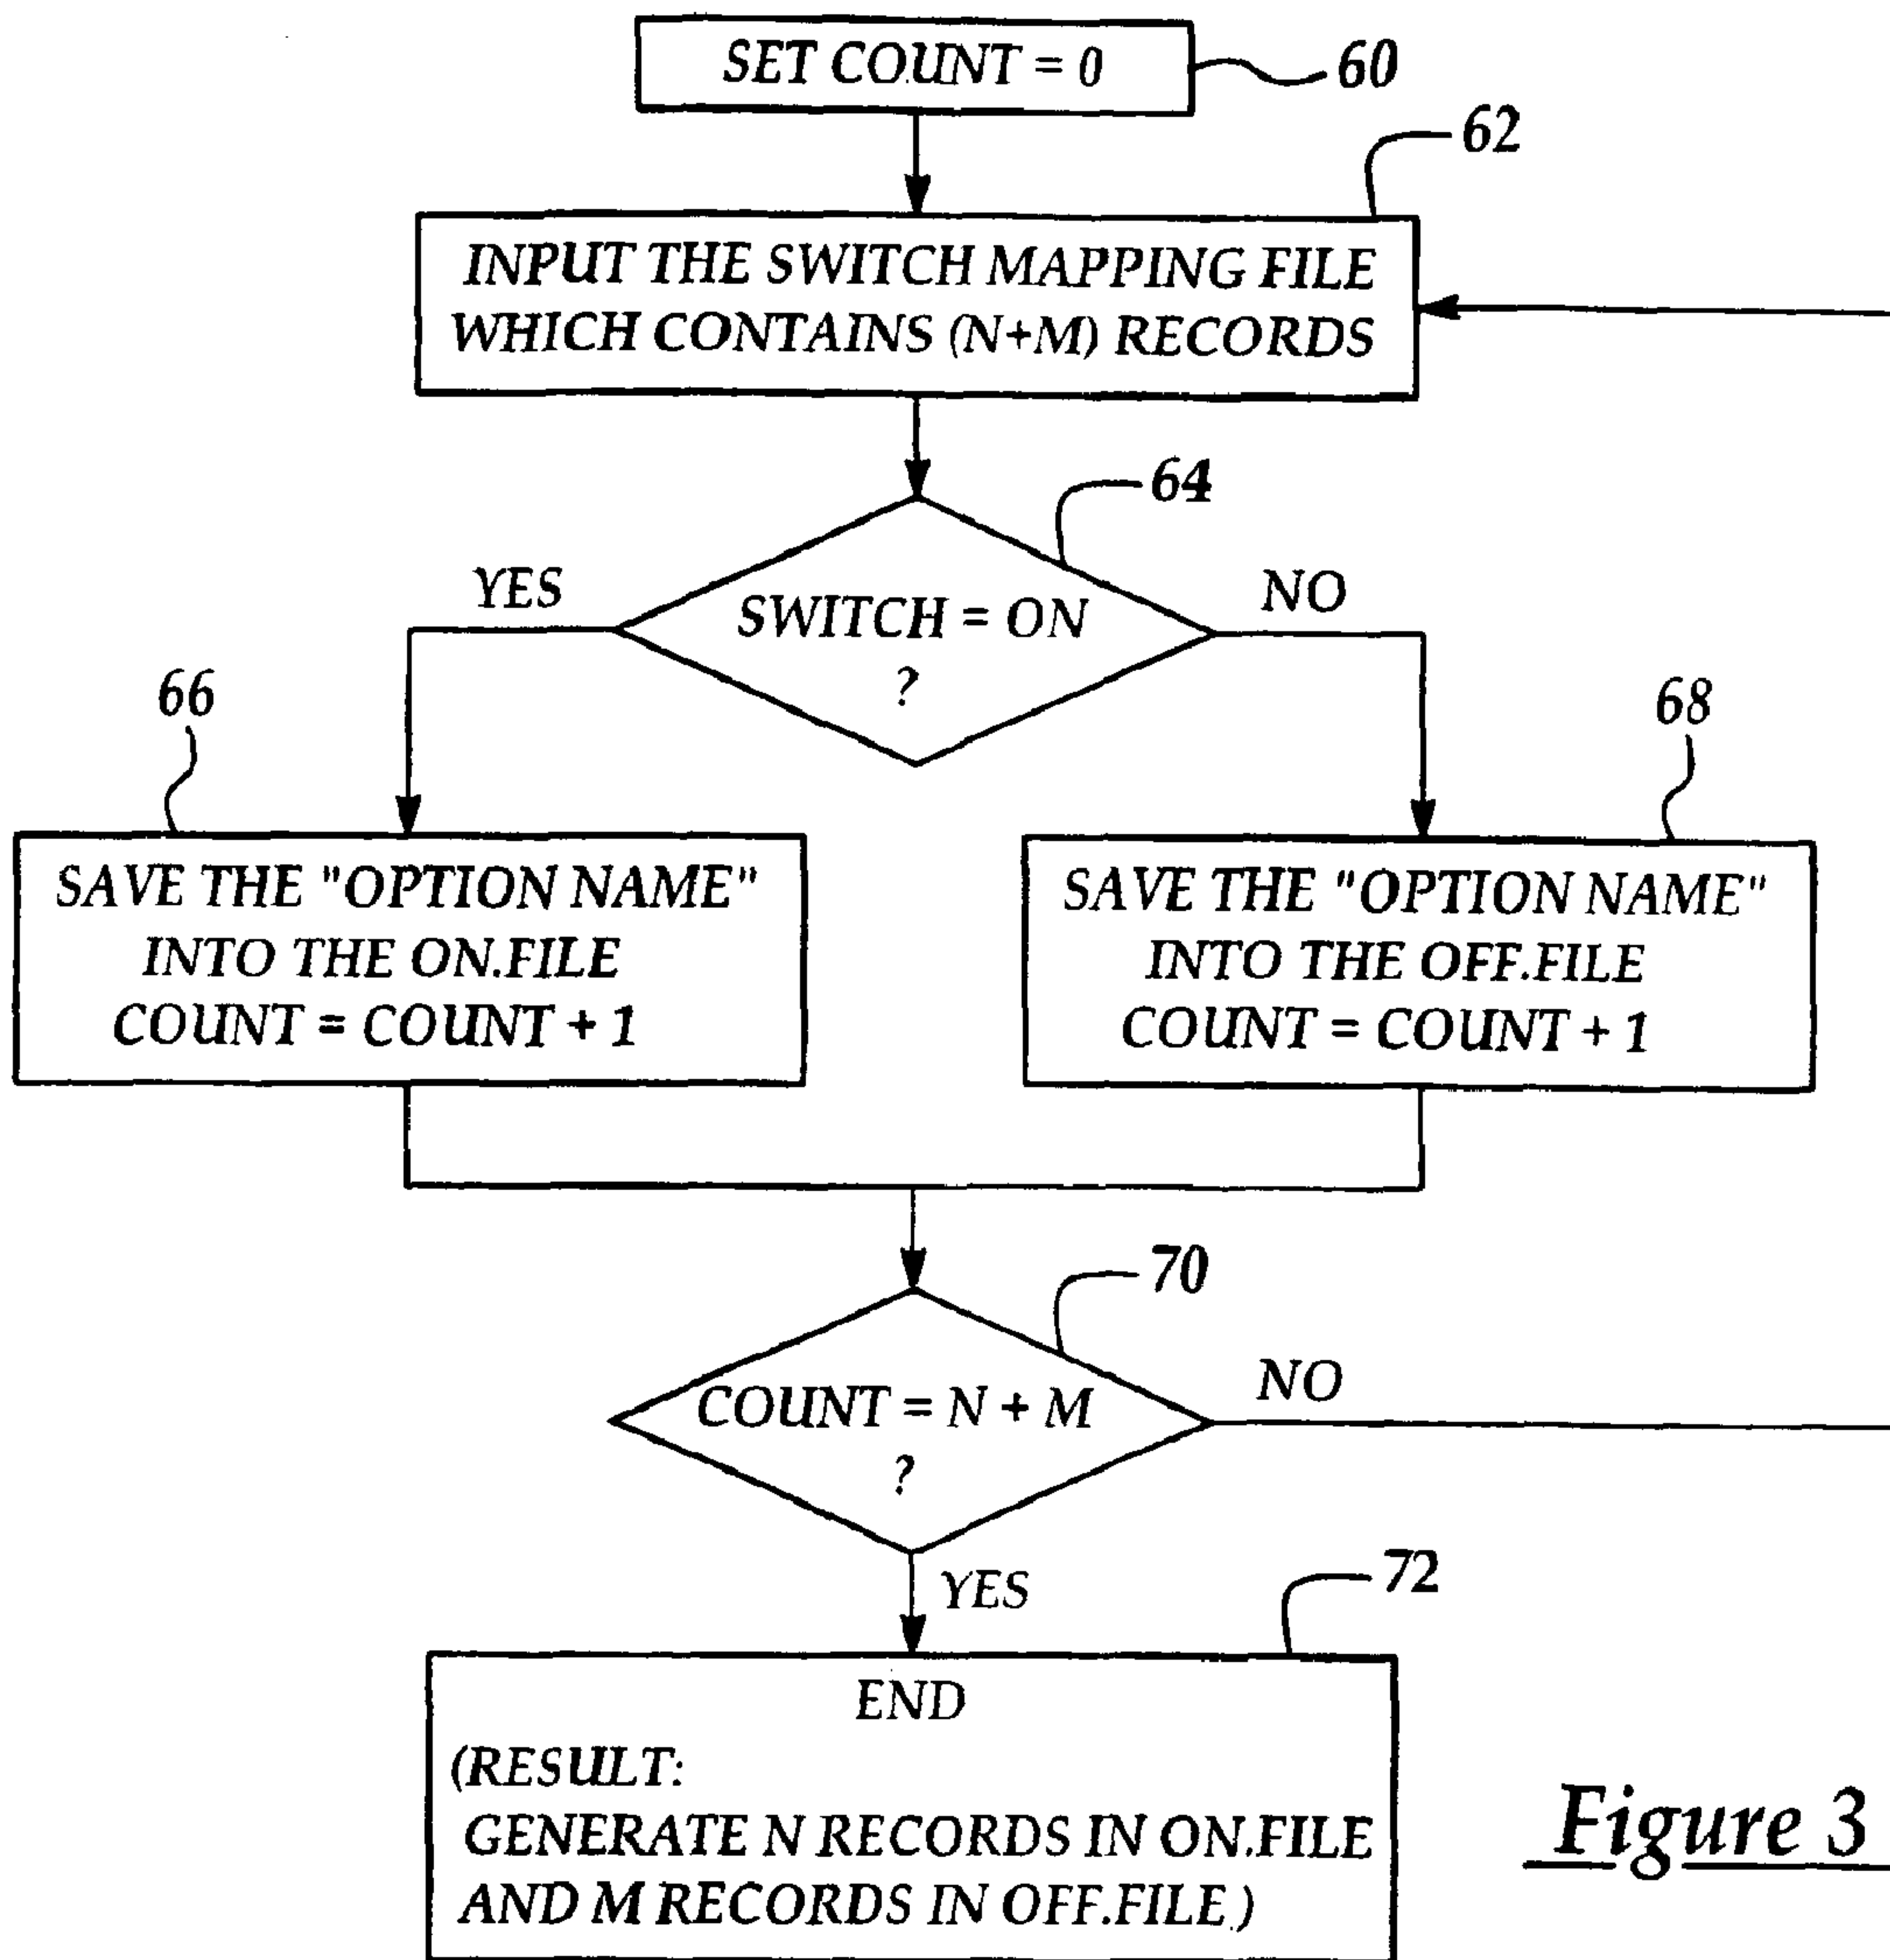 SET COUNT = 0
60
62
INPUT THE SWITCH MAPPING FILE
WHICH CONTAINS (N+M) RECORDS
64
YES
SWITCH = ON
?
NO
66
68
SAVE THE "OPTION NAME"
INTO THE ON.FILE
COUNT = COUNT + 1
SAVE THE "OPTION NAME"
INTO THE OFF.FILE
COUNT = COUNT + 1
70
COUNT = N + M
?
NO
YES
72
END
(RESULT:
GENERATE N RECORDS IN ON.FILE
AND M RECORDS IN OFF.FILE.)
Figure 3